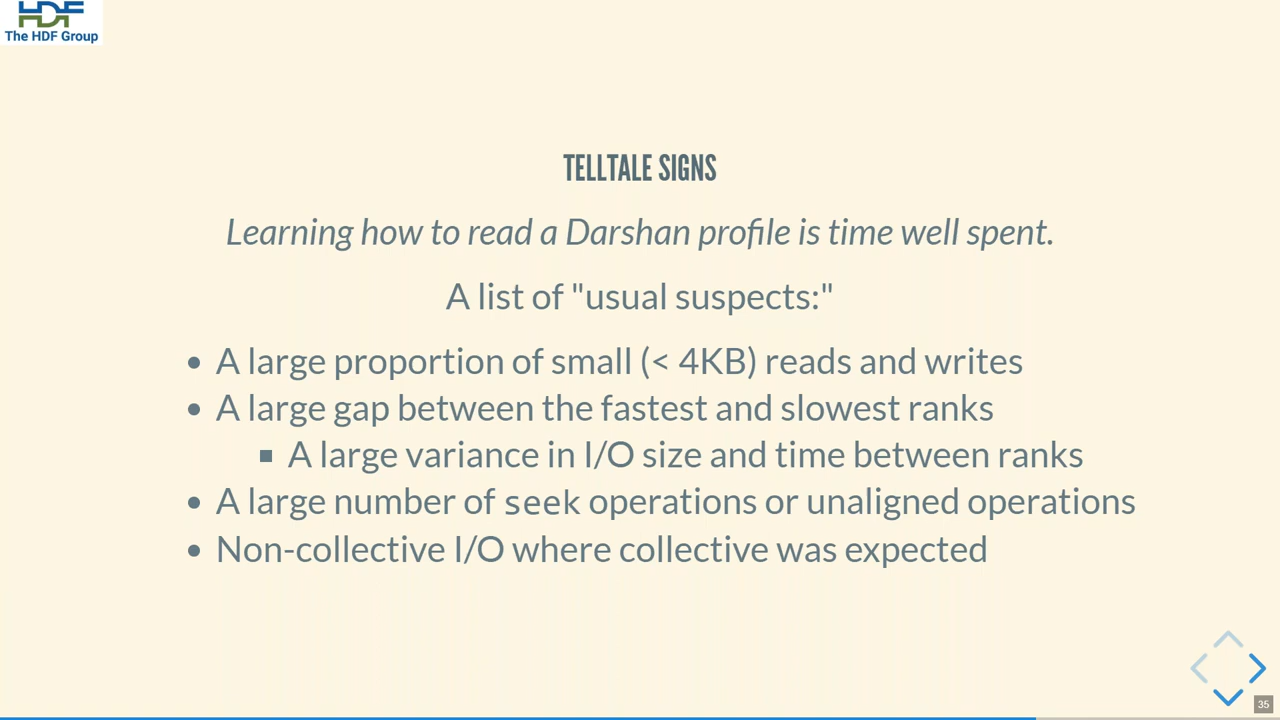 HDF
The HDF Group
TELLTALE SIGNS
Learning how to read a Darshan profile is time well spent.
A list of "usual suspects:"
• A large proportion of small (< 4KB) reads and writes
• A large gap between the fastest and slowest ranks
▪ A large variance in I/O size and time between ranks
• A large number of seek operations or unaligned operations
• Non-collective I/O where collective was expected
35